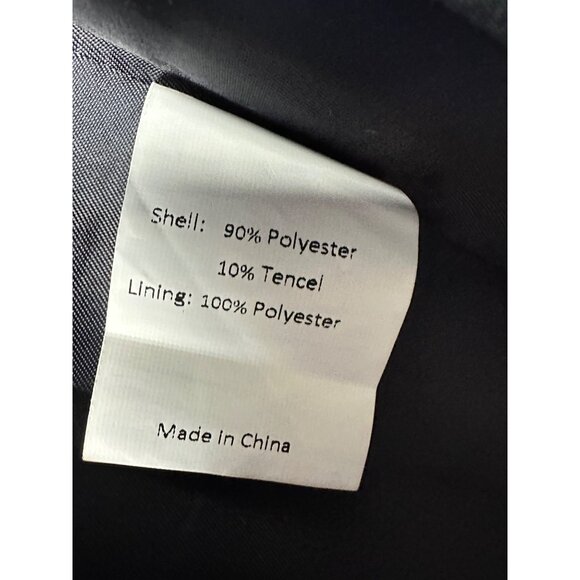 Shell: 90% Polyester
10% Tencel
Lining: 100% Polyester
Made in China